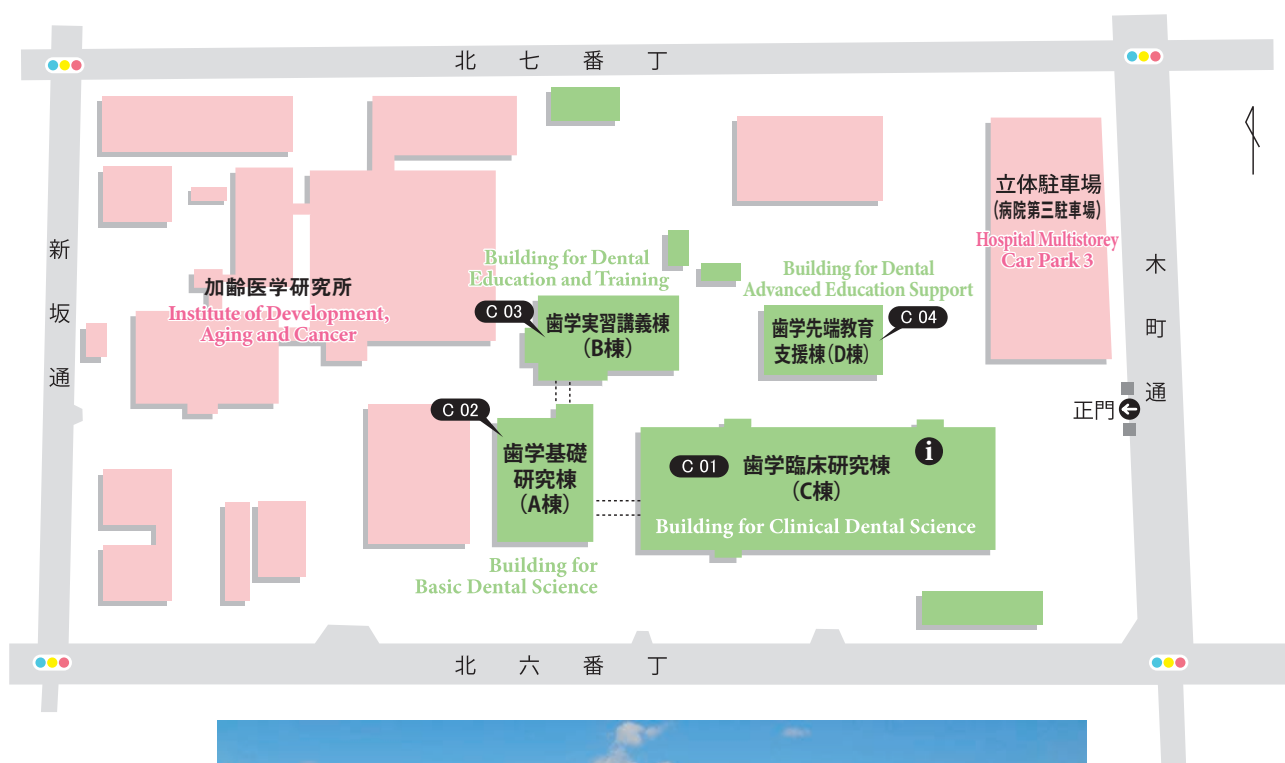 北七番丁
立体駐車場
(病院第三駐車場)
Hospital Multistorey
Car Park 3
新坂通
木町通
加齢医学研究所
Institute of Development,
Aging and Cancer
Building for Dental
Education and Training
C 03
歯学実習講義棟
(B棟)
Building for Dental
Advanced Education Support
C 04
歯学先端教育
支援棟(D棟)
正門
C 02
歯学基礎
研究棟
(A棟)
Building for
Basic Dental Science
C 01
歯学臨床研究棟
(C棟)
i
Building for Clinical Dental Science
北六番丁